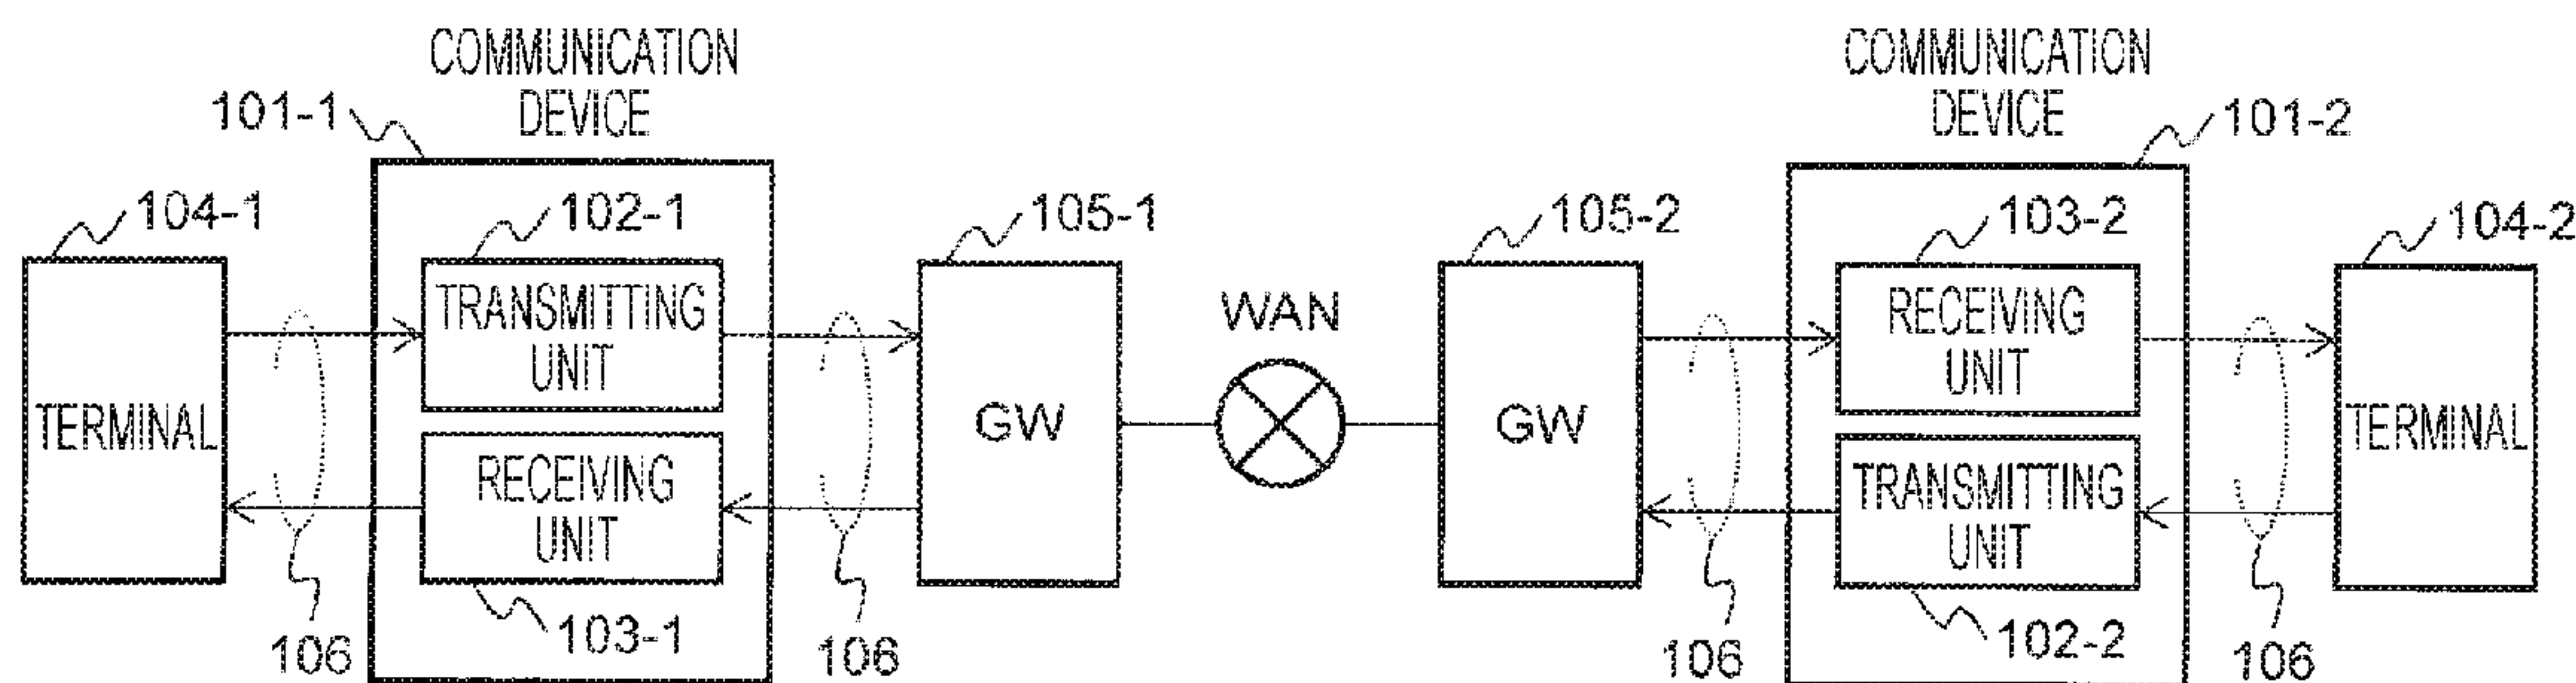 COMMUNICATION
DEVICE
COMMUNICATION
DEVICE
101-1
101-2
104-1
102-1
105-1
105-2
103-2
104-2
TERMINAL
TRANSMITTING
UNIT
RECEIVING
UNIT
GW
WAN
GW
RECEIVING
UNIT
TRANSMITTING
UNIT
TERMINAL
106
103-1
106
106
102-2
106